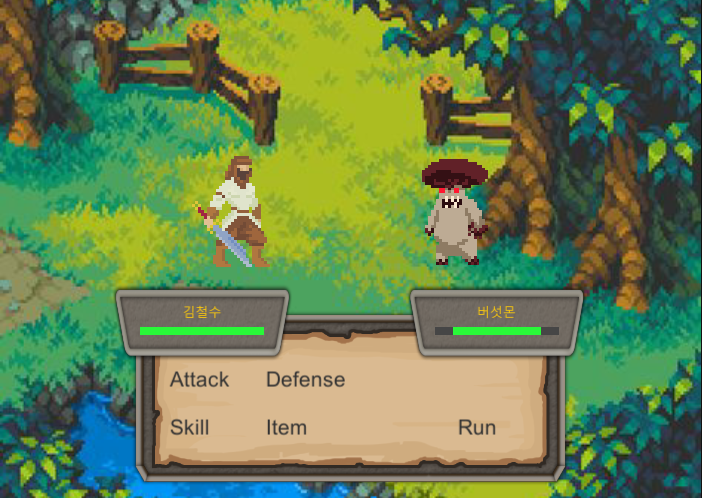 김철수
버섯몬
Attack Defense
Skill Item Run